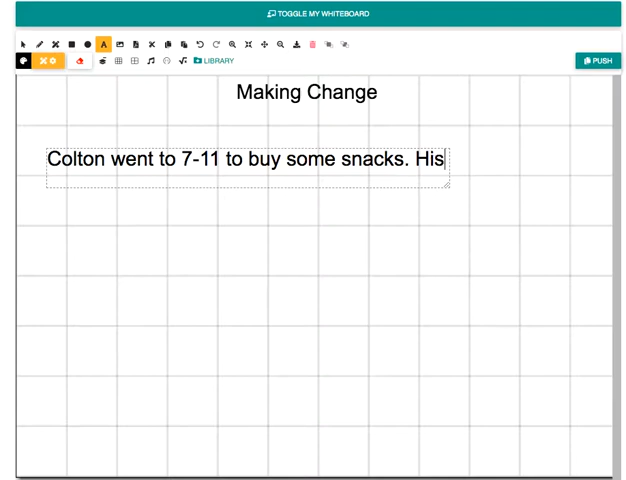 TOGGLE MY WHITEBOARD
A
LIBRARY
PUSH
Making Change
Colton went to 7-11 to buy some snacks. His